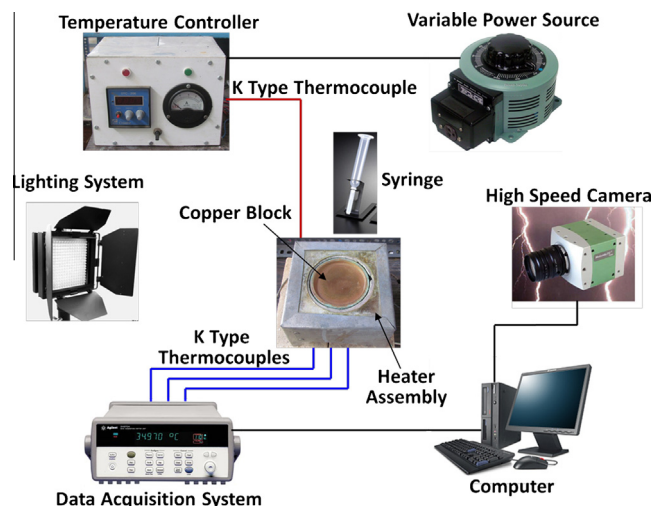 Temperature Controller
Variable Power Source
K Type Thermocouple
Lighting System
Syringe
High Speed Camera
Copper Block
K Type
Thermocouples
Heater
Assembly
34.970 °C
Data Acquisition System
Computer